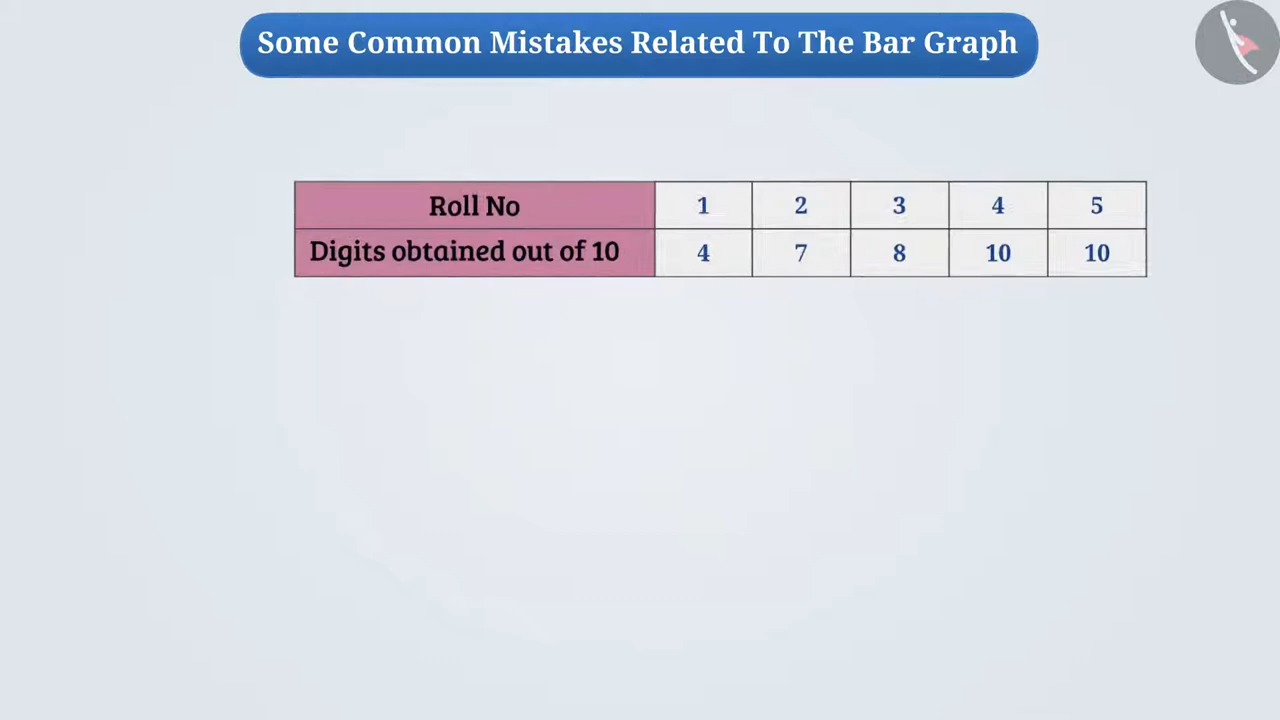 Some Common Mistakes Related To The Bar Graph
Roll No 1 2 3 4 5
Digits obtained out of 10 4 7 8 10 10